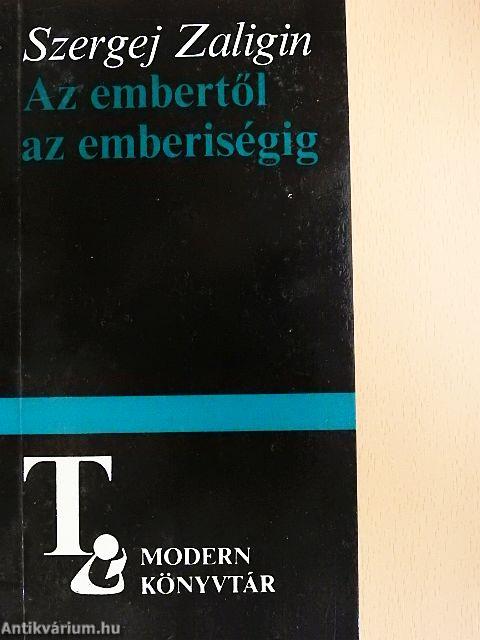 Szergej Zaligin
Az embertől
az emberiségig
T
MODERN
KÖNYVTÁR
Antikvárium.hu